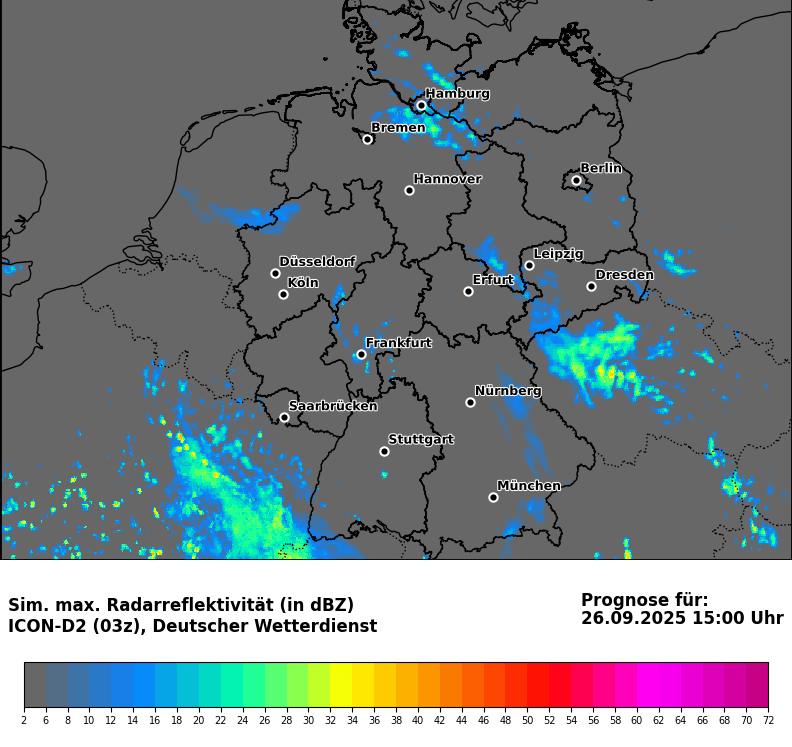 Hamburg
Bremen
Berlin
Hannover
Leipzig
Düsseldorf
Dresden
Erfurt
Köln
Frankfurt
Nürnberg
Saarbrücken
Stuttgart
München
Sim. max. Radarreflektivität (in dBZ)
ICON-D2 (03z), Deutscher Wetterdienst
Prognose für:
26.09.2025 15:00 Uhr
2 6 8 10 12 14 16 18 20 22 24 26 28 30 32 34 36 38 40 42 44 46 48 50 52 54 56 58 60 62 64 66 68 70 72